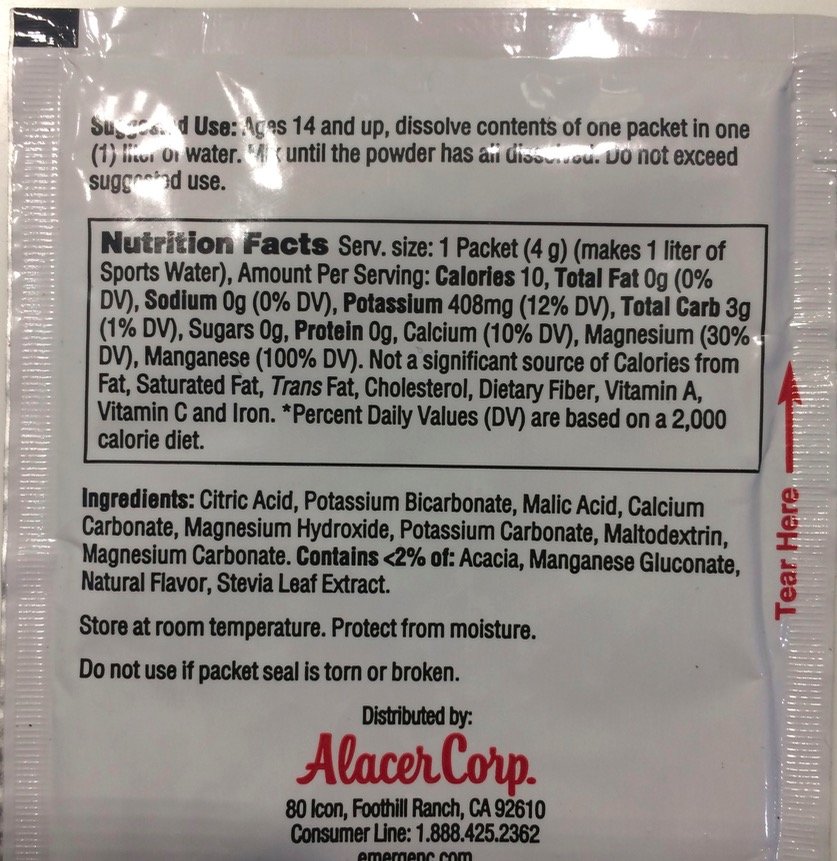 Suggested Use: Ages 14 and up, dissolve contents of one packet in one
(1) liter of water. Mix until the powder has all dissolved. Do not exceed
suggested use.
Nutrition Facts Serv. size: 1 Packet (4 g) (makes 1 liter of
Sports Water), Amount Per Serving: Calories 10, Total Fat 0g (0%
DV), Sodium 0g (0% DV), Potassium 408mg (12% DV), Total Carb 3g
(1% DV), Sugars 0g, Protein 0g, Calcium (10% DV), Magnesium (30%
DV), Manganese (100% DV). Not a significant source of Calories from
Fat, Saturated Fat, Trans Fat, Cholesterol, Dietary Fiber, Vitamin A,
Vitamin C and Iron. *Percent Daily Values (DV) are based on a 2,000
calorie diet.
Ingredients: Citric Acid, Potassium Bicarbonate, Malic Acid, Calcium
Carbonate, Magnesium Hydroxide, Potassium Carbonate, Maltodextrin,
Magnesium Carbonate. Contains <2% of: Acacia, Manganese Gluconate,
Natural Flavor, Stevia Leaf Extract.
Store at room temperature. Protect from moisture.
Do not use if packet seal is torn or broken.
Distributed by:
Alacer Corp.
80 Icon, Foothill Ranch, CA 92610
Consumer Line: 1.888.425.2362
emergenc.com
Tear Here